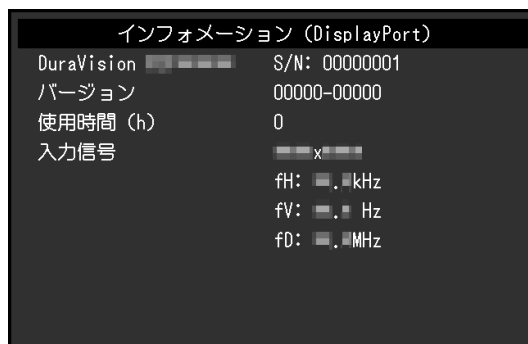 インフォメーション (DisplayPort)
DuraVision S/N: 00000001
バージョン 00000-00000
使用時間 (h) 0
入力信号 x
fH: . kHz
fV: . Hz
fD: . MHz